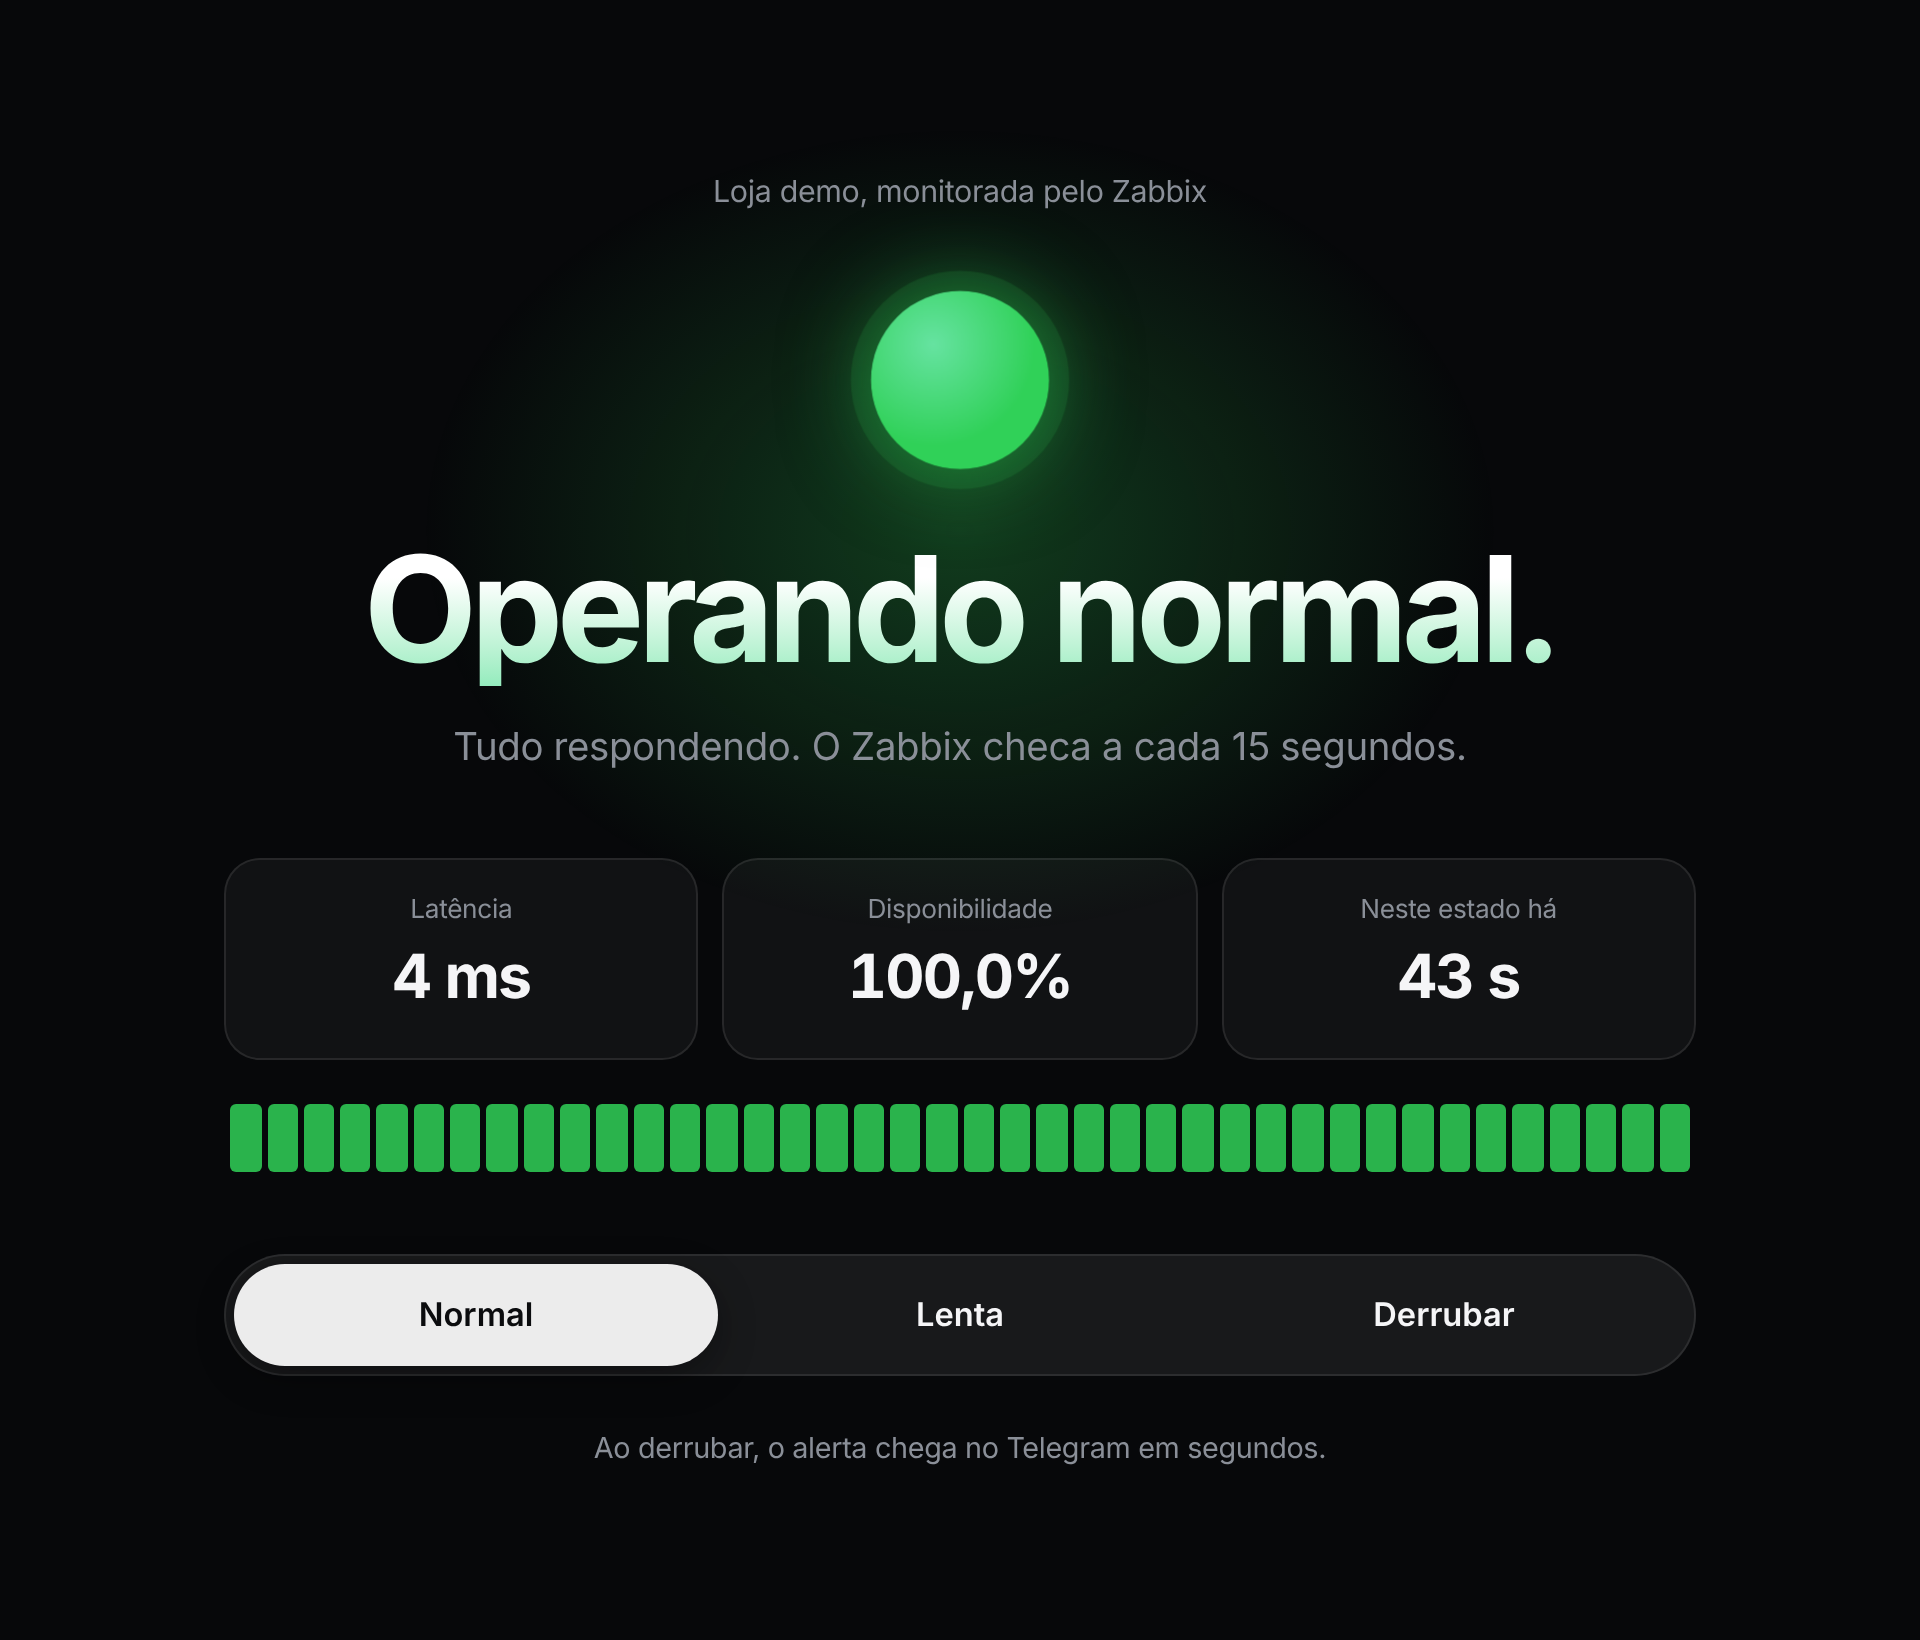 Loja demo, monitorada pelo Zabbix
Operando normal.
Tudo respondendo. O Zabbix checa a cada 15 segundos.
Latência
4 ms
Disponibilidade
100,0%
Neste estado há
43 s
Normal
Lenta
Derrubar
Ao derrubar, o alerta chega no Telegram em segundos.